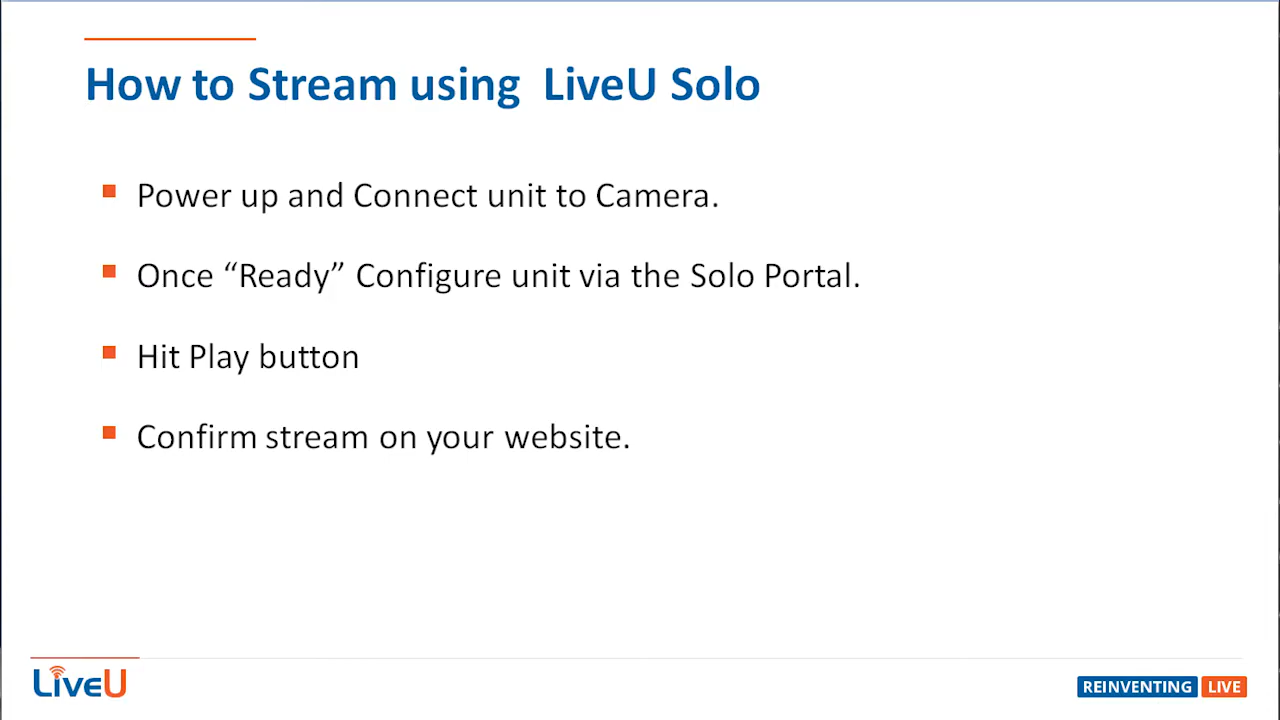 How to Stream using  LiveU Solo
Power up and Connect unit to Camera.
Once “Ready” Configure unit via the Solo Portal.
Hit Play button
Confirm stream on your website.
LiveU
REINVENTING LIVE